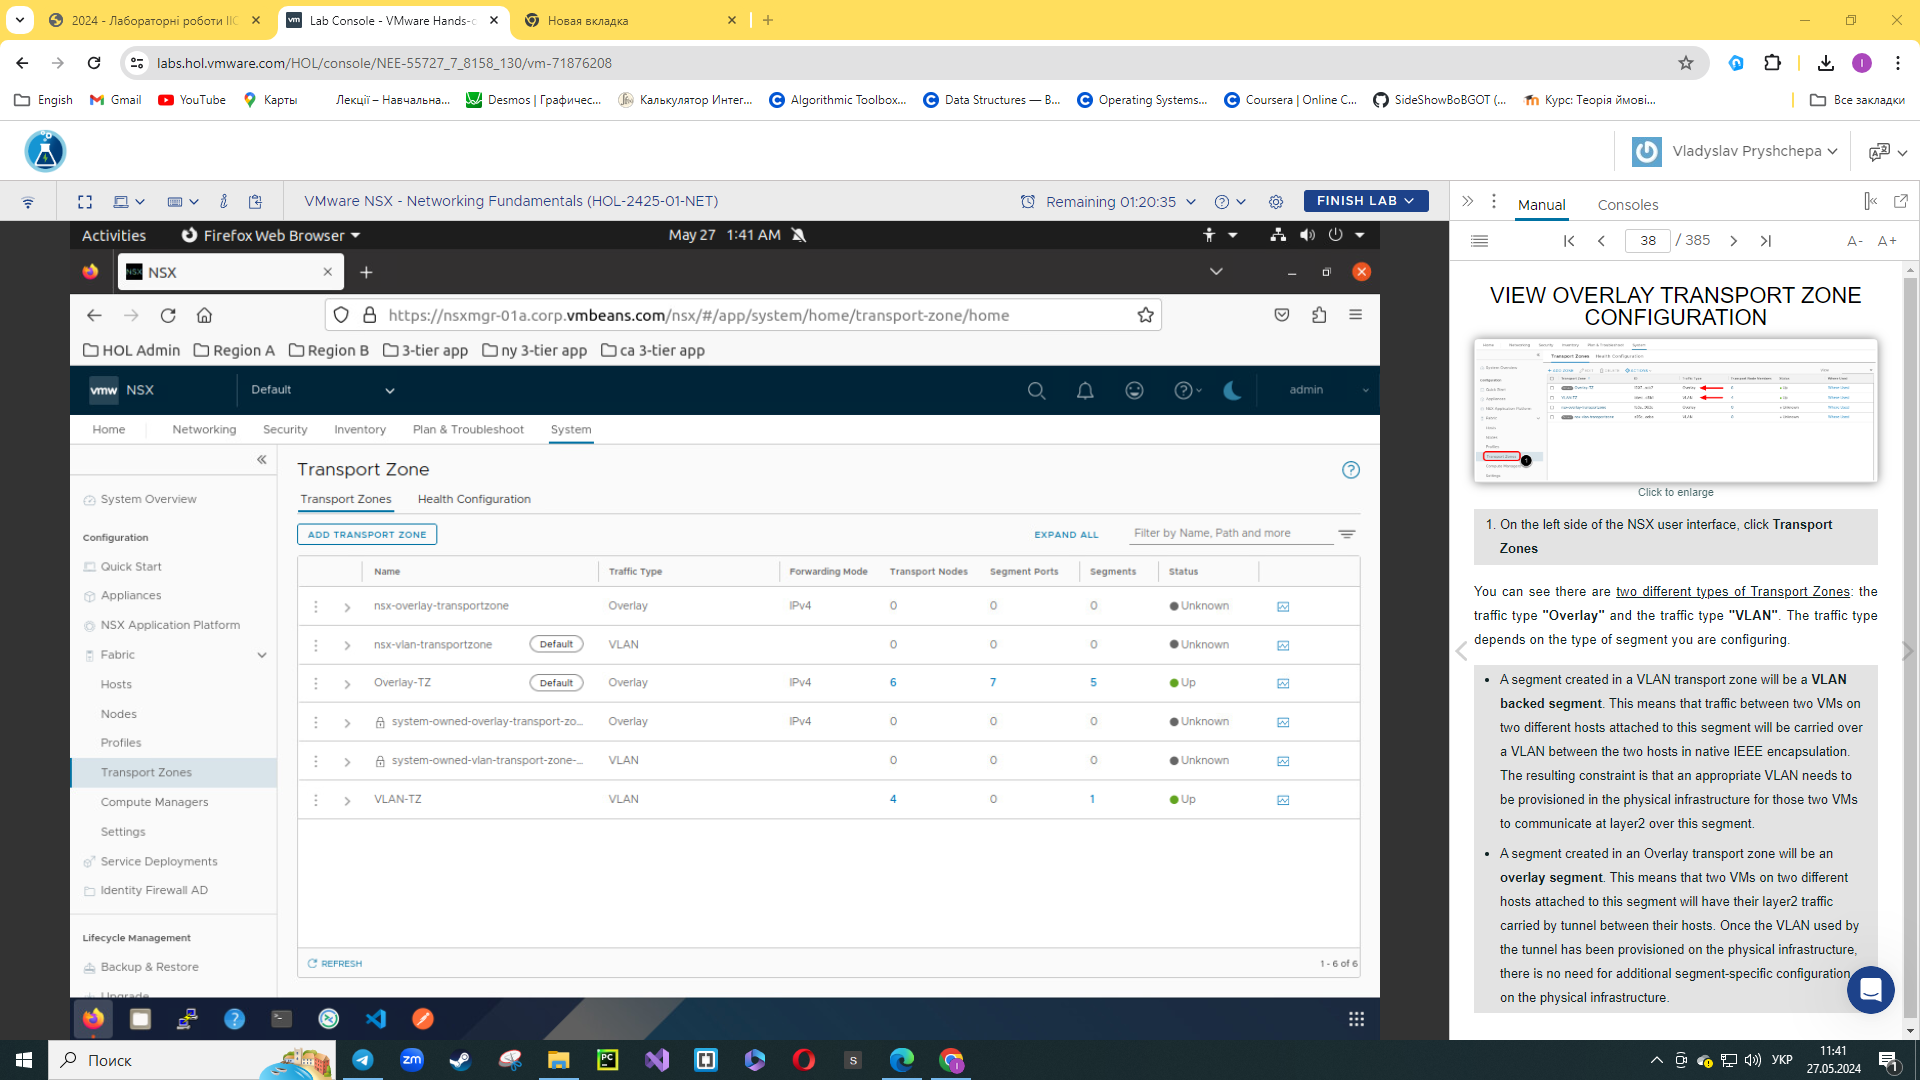 2024 - Лабораторні роботи ІІС
Lab Console - VMware Hands-o
Новая вкладка
labs.hol.vmware.com/HOL/console/NEE-55727_7_8158_130/vm-71876208
Engish
Gmail
YouTube
Карты
Лекції – Навчальна...
Desmos | Графичес...
Калькулятор Интег...
Algorithmic Toolbox...
Data Structures — В...
Operating Systems...
Coursera | Online C...
SideShowBoBGOT (...
Курс: Теорія ймові...
Все закладки
Vladyslav Pryshchepa
VMware NSX - Networking Fundamentals (HOL-2425-01-NET)
Remaining 01:20:35
FINISH LAB
Manual
Consoles
Activities
Firefox Web Browser
May 27 1:41 AM
38 / 385
A- A+
NSX
https://nsxmgr-01a.corp.vmbeans.com/nsx/#/app/system/home/transport-zone/home
HOL Admin
Region A
Region B
3-tier app
ny 3-tier app
ca 3-tier app
vmw NSX
Default
admin
Home
Networking
Security
Inventory
Plan & Troubleshoot
System
System Overview
Configuration
Quick Start
Appliances
NSX Application Platform
Fabric
Hosts
Nodes
Profiles
Transport Zones
Compute Managers
Settings
Service Deployments
Identity Firewall AD
Lifecycle Management
Backup & Restore
Upgrade
Transport Zone
Transport Zones
Health Configuration
ADD TRANSPORT ZONE
EXPAND ALL
Filter by Name, Path and more
Name Traffic Type Forwarding Mode Transport Nodes Segment Ports Segments Status
nsx-overlay-transportzone Overlay IPv4 0 0 0 Unknown
nsx-vlan-transportzone Default VLAN 0 0 0 Unknown
Overlay-TZ Default Overlay IPv4 6 7 5 Up
system-owned-overlay-transport-zo... Overlay IPv4 0 0 0 Unknown
system-owned-vlan-transport-zone-... VLAN 0 0 0 Unknown
VLAN-TZ VLAN 4 0 1 Up
REFRESH
1 - 6 of 6
VIEW OVERLAY TRANSPORT ZONE
CONFIGURATION
Click to enlarge
1. On the left side of the NSX user interface, click Transport
Zones
You can see there are two different types of Transport Zones: the
traffic type "Overlay" and the traffic type "VLAN". The traffic type
depends on the type of segment you are configuring.
• A segment created in a VLAN transport zone will be a VLAN
backed segment. This means that traffic between two VMs on
two different hosts attached to this segment will be carried over
a VLAN between the two hosts in native IEEE encapsulation.
The resulting constraint is that an appropriate VLAN needs to
be provisioned in the physical infrastructure for those two VMs
to communicate at layer2 over this segment.
• A segment created in an Overlay transport zone will be an
overlay segment. This means that two VMs on two different
hosts attached to this segment will have their layer2 traffic
carried by tunnel between their hosts. Once the VLAN used by
the tunnel has been provisioned on the physical infrastructure,
there is no need for additional segment-specific configuration
on the physical infrastructure.
Поиск
УКР
11:41
27.05.2024
1